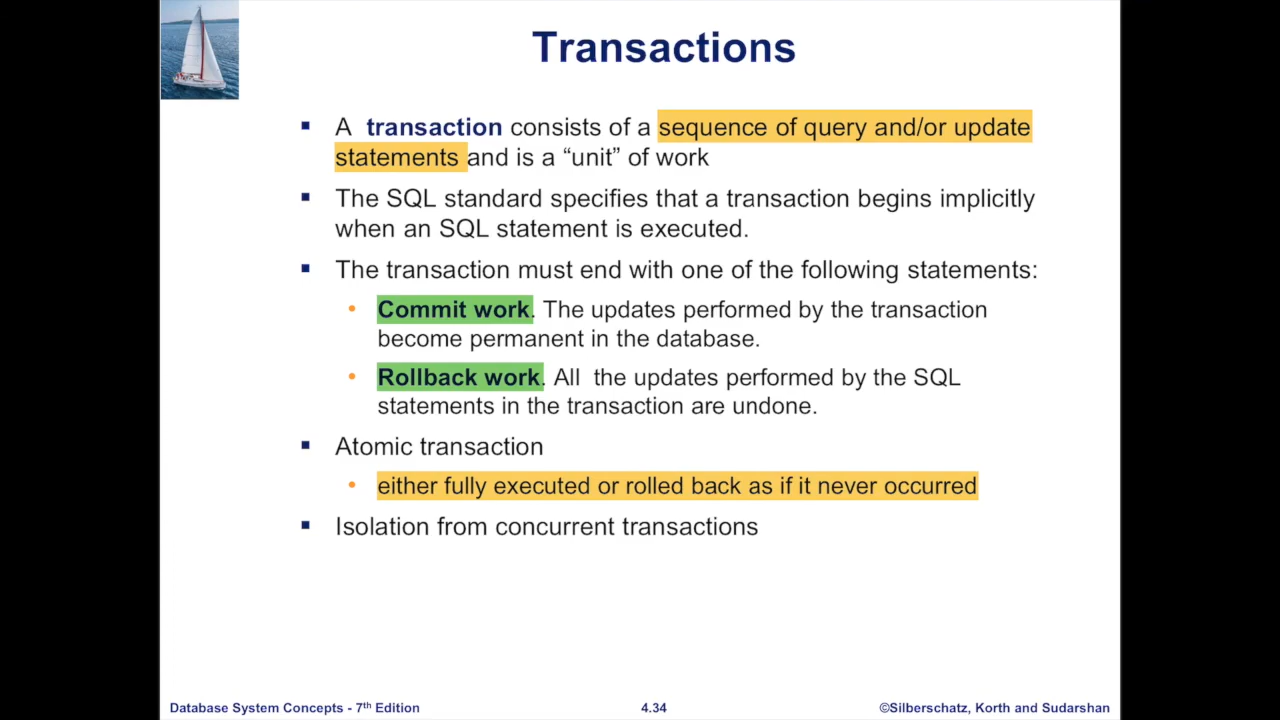 Transactions
▪ A transaction consists of a sequence of query and/or update
statements and is a “unit” of work
▪ The SQL standard specifies that a transaction begins implicitly
when an SQL statement is executed.
▪ The transaction must end with one of the following statements:
• Commit work. The updates performed by the transaction
become permanent in the database.
• Rollback work. All the updates performed by the SQL
statements in the transaction are undone.
▪ Atomic transaction
• either fully executed or rolled back as if it never occurred
▪ Isolation from concurrent transactions
Database System Concepts - 7th Edition
4.34
©Silberschatz, Korth and Sudarshan